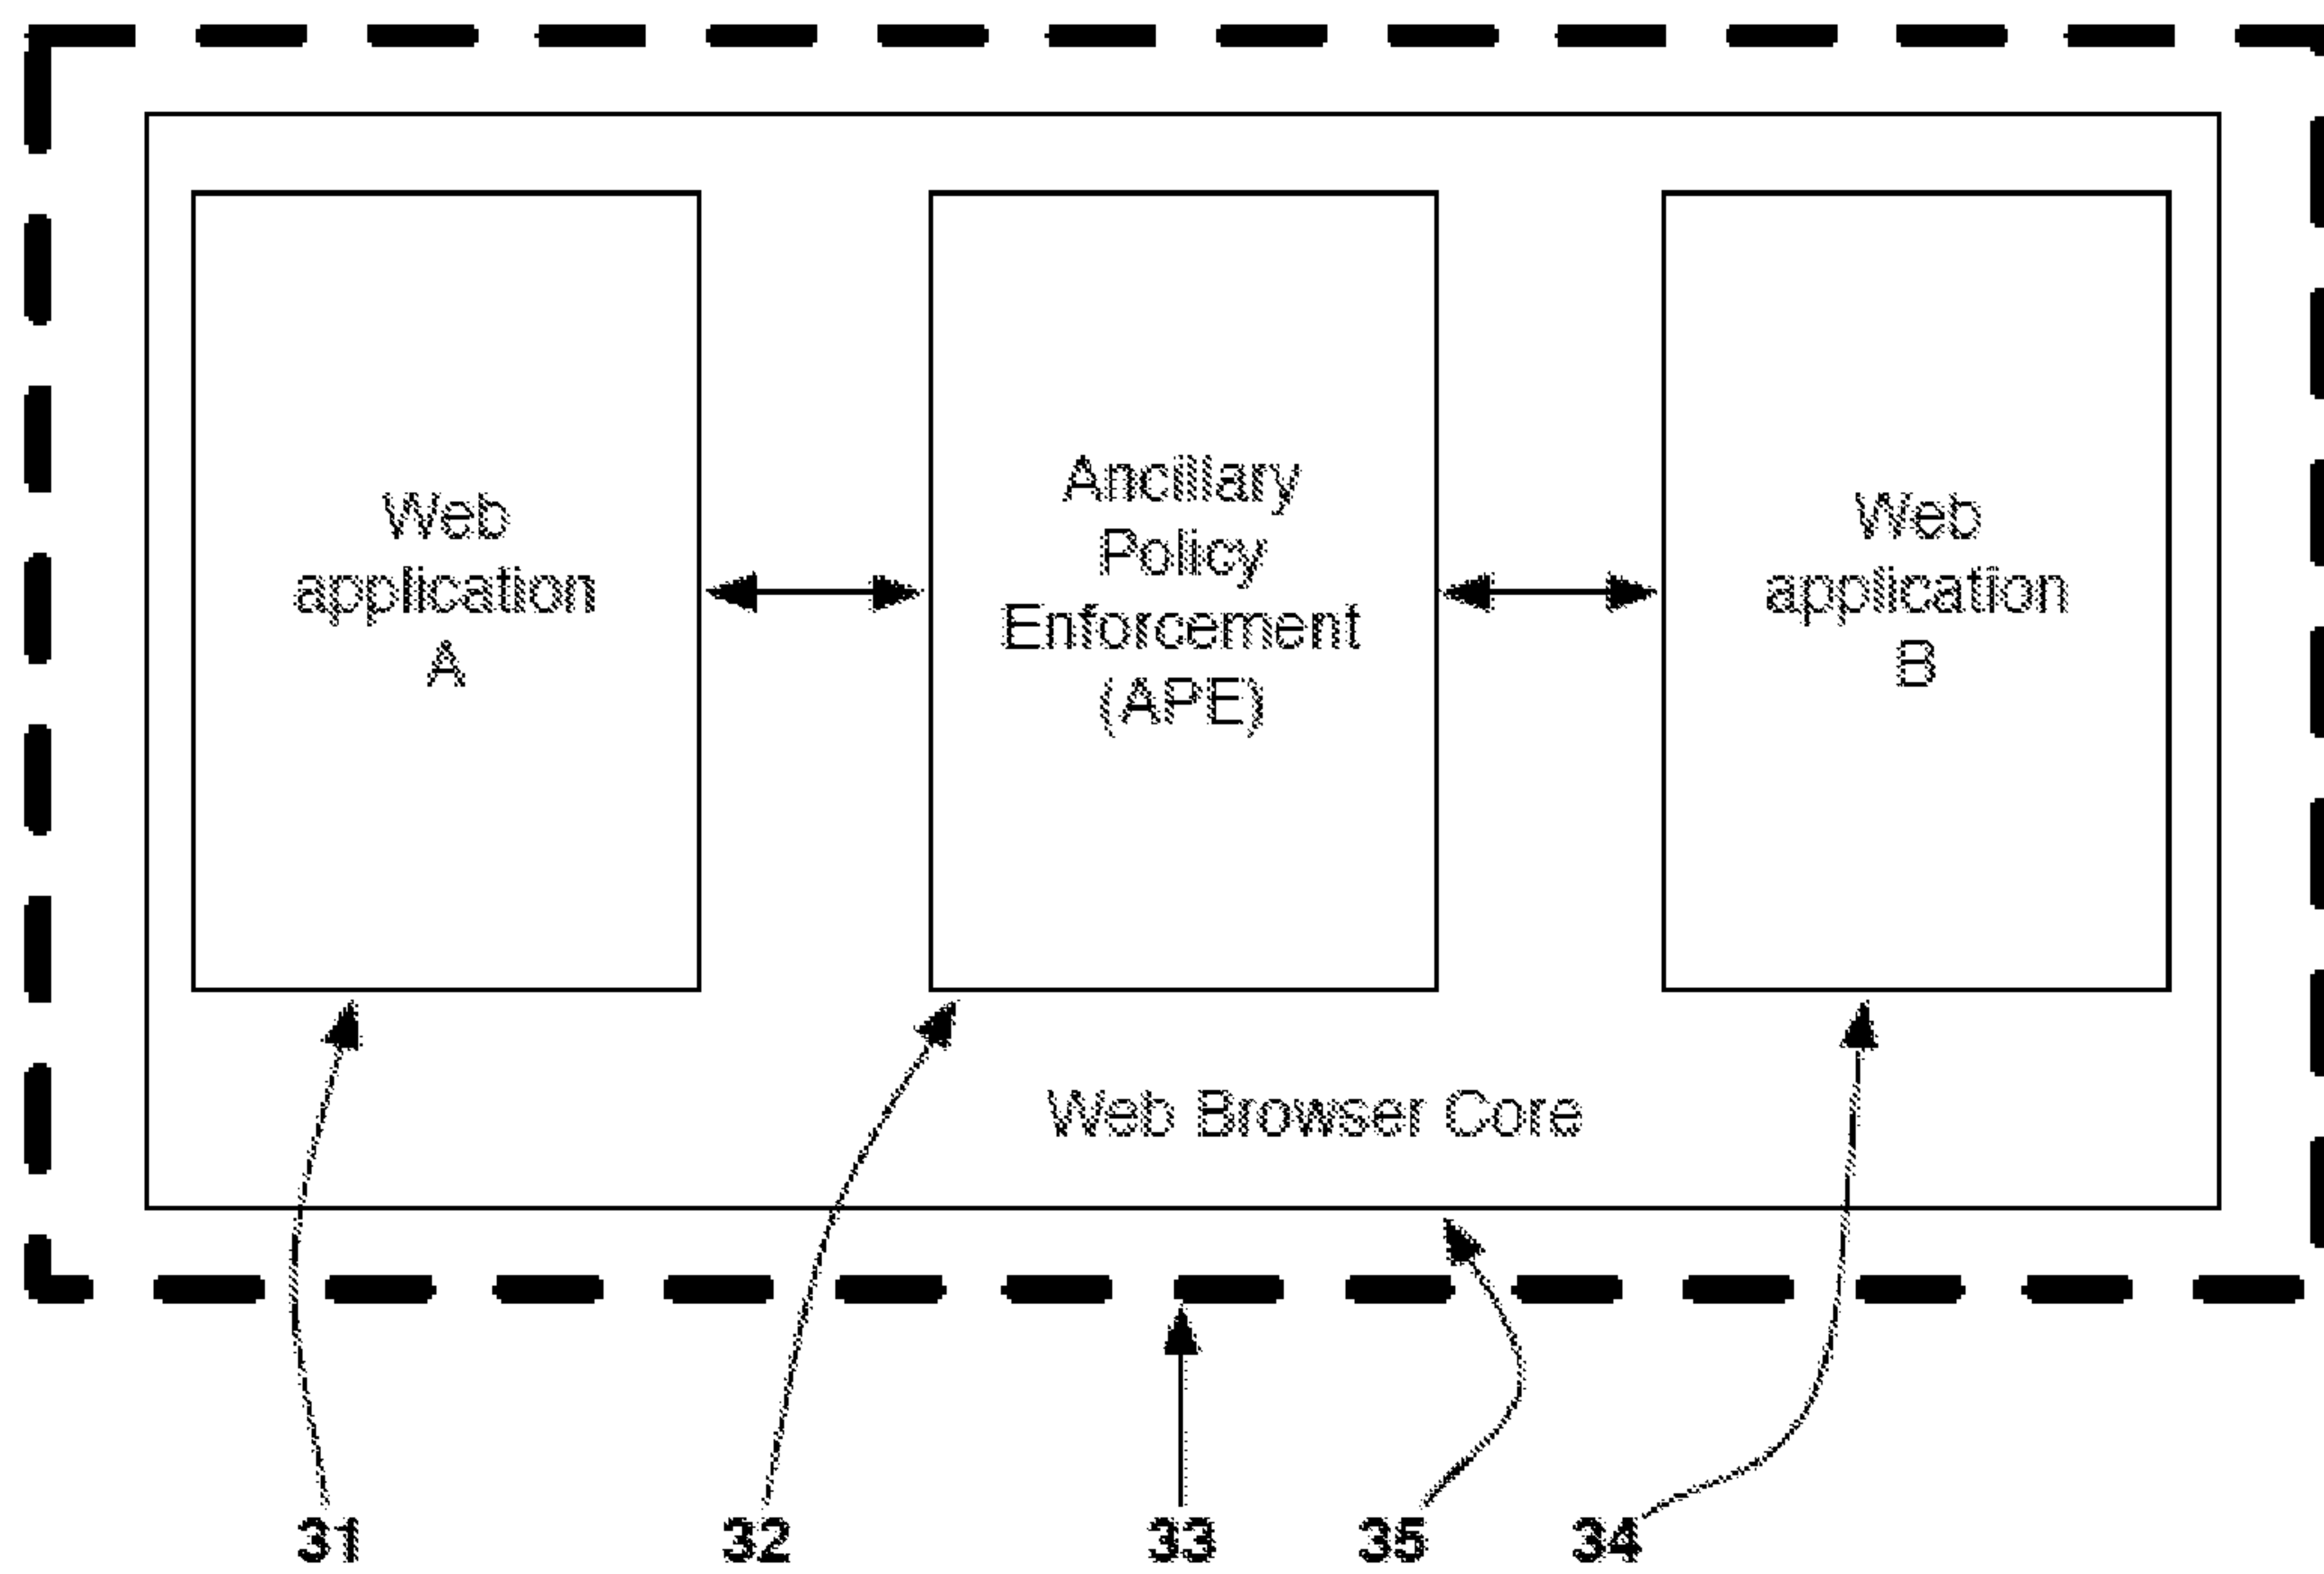 Web
application
A
Ancillary
Policy
Enforcement
(APE)
Web
application
B
Web Browser Core
31
32
33
35
34